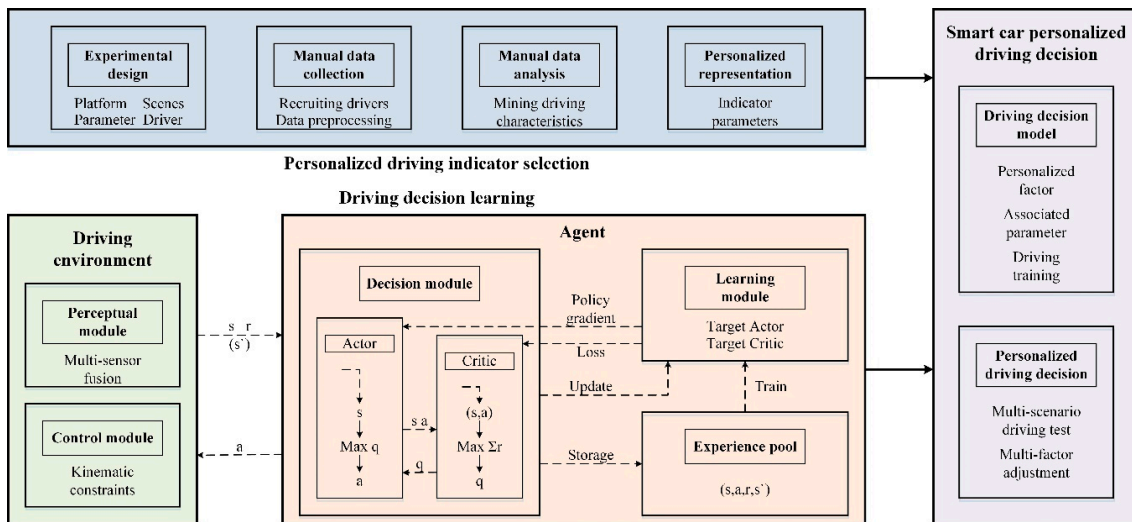 Experimental
design
Platform Scenes
Parameter Driver
Manual data
collection
Recruiting drivers
Data preprocessing
Manual data
analysis
Mining driving
characteristics
Personalized
representation
Indicator
parameters
Personalized driving indicator selection
Smart car personalized
driving decision
Driving decision
model
Personalized
factor
Associated
parameter
Driving
training
Personalized
driving decision
Multi-scenario
driving test
Multi-factor
adjustment
Driving decision learning
Driving
environment
Perceptual
module
Multi-sensor
fusion
Control module
Kinematic
constraints
s r
(s`)
a
Agent
Decision module
Actor
s
Max q
a
s a
q
Critic
(s,a)
Max Σr
q
Policy
gradient
Loss
Update
Storage
Learning
module
Target Actor
Target Critic
Train
Experience pool
(s,a,r,s`)